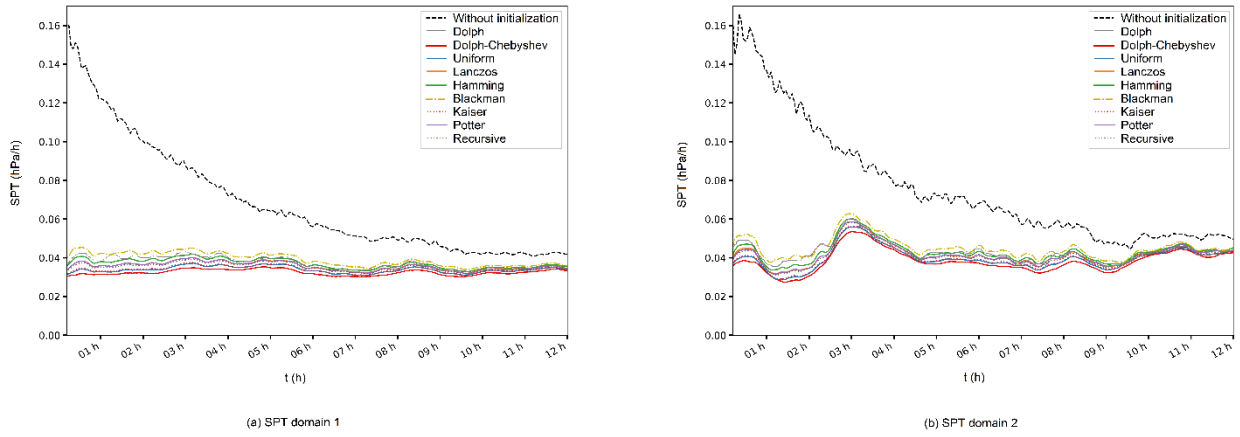 0.16
0.14
0.12
0.10
0.08
0.06
0.04
0.02
0.00
SPT (hPa/h)
Without initialization
Dolph
Dolph-Chebyshev
Uniform
Lanczos
Hamming
Blackman
Kaiser
Potter
Recursive
01 h 02 h 03 h 04 h 05 h 06 h 07 h 08 h 09 h 10 h 11 h 12 h
t (h)
(a) SPT domain 1
0.16
0.14
0.12
0.10
0.08
0.06
0.04
0.02
0.00
SPT (hPa/h)
Without initialization
Dolph
Dolph-Chebyshev
Uniform
Lanczos
Hamming
Blackman
Kaiser
Potter
Recursive
01 h 02 h 03 h 04 h 05 h 06 h 07 h 08 h 09 h 10 h 11 h 12 h
t (h)
(b) SPT domain 2